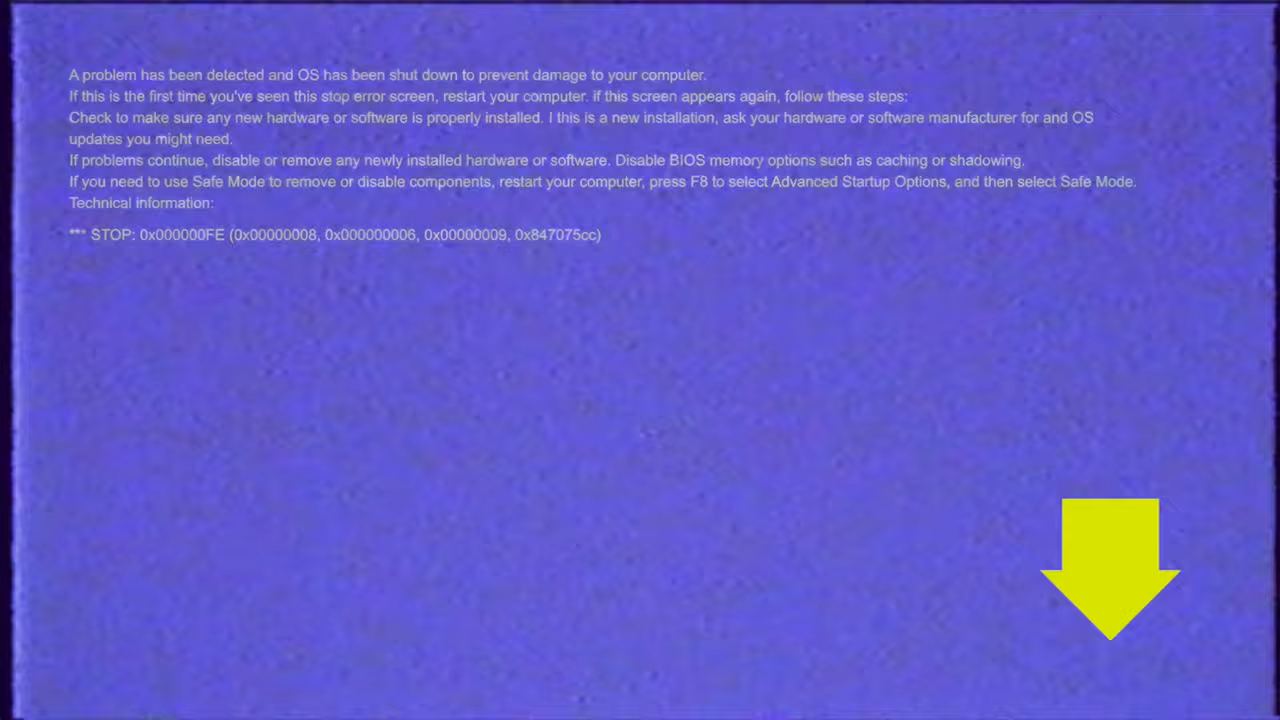 A problem has been detected and OS has been shut down to prevent damage to your computer.
If this is the first time you've seen this stop error screen, restart your computer. if this screen appears again, follow these steps:
Check to make sure any new hardware or software is properly installed. I this is a new installation, ask your hardware or software manufacturer for and OS
updates you might need.
If problems continue, disable or remove any newly installed hardware or software. Disable BIOS memory options such as caching or shadowing.
If you need to use Safe Mode to remove or disable components, restart your computer, press F8 to select Advanced Startup Options, and then select Safe Mode.
Technical information:
*** STOP: 0x000000FE (0x00000008, 0x000000006, 0x00000009, 0x847075cc)